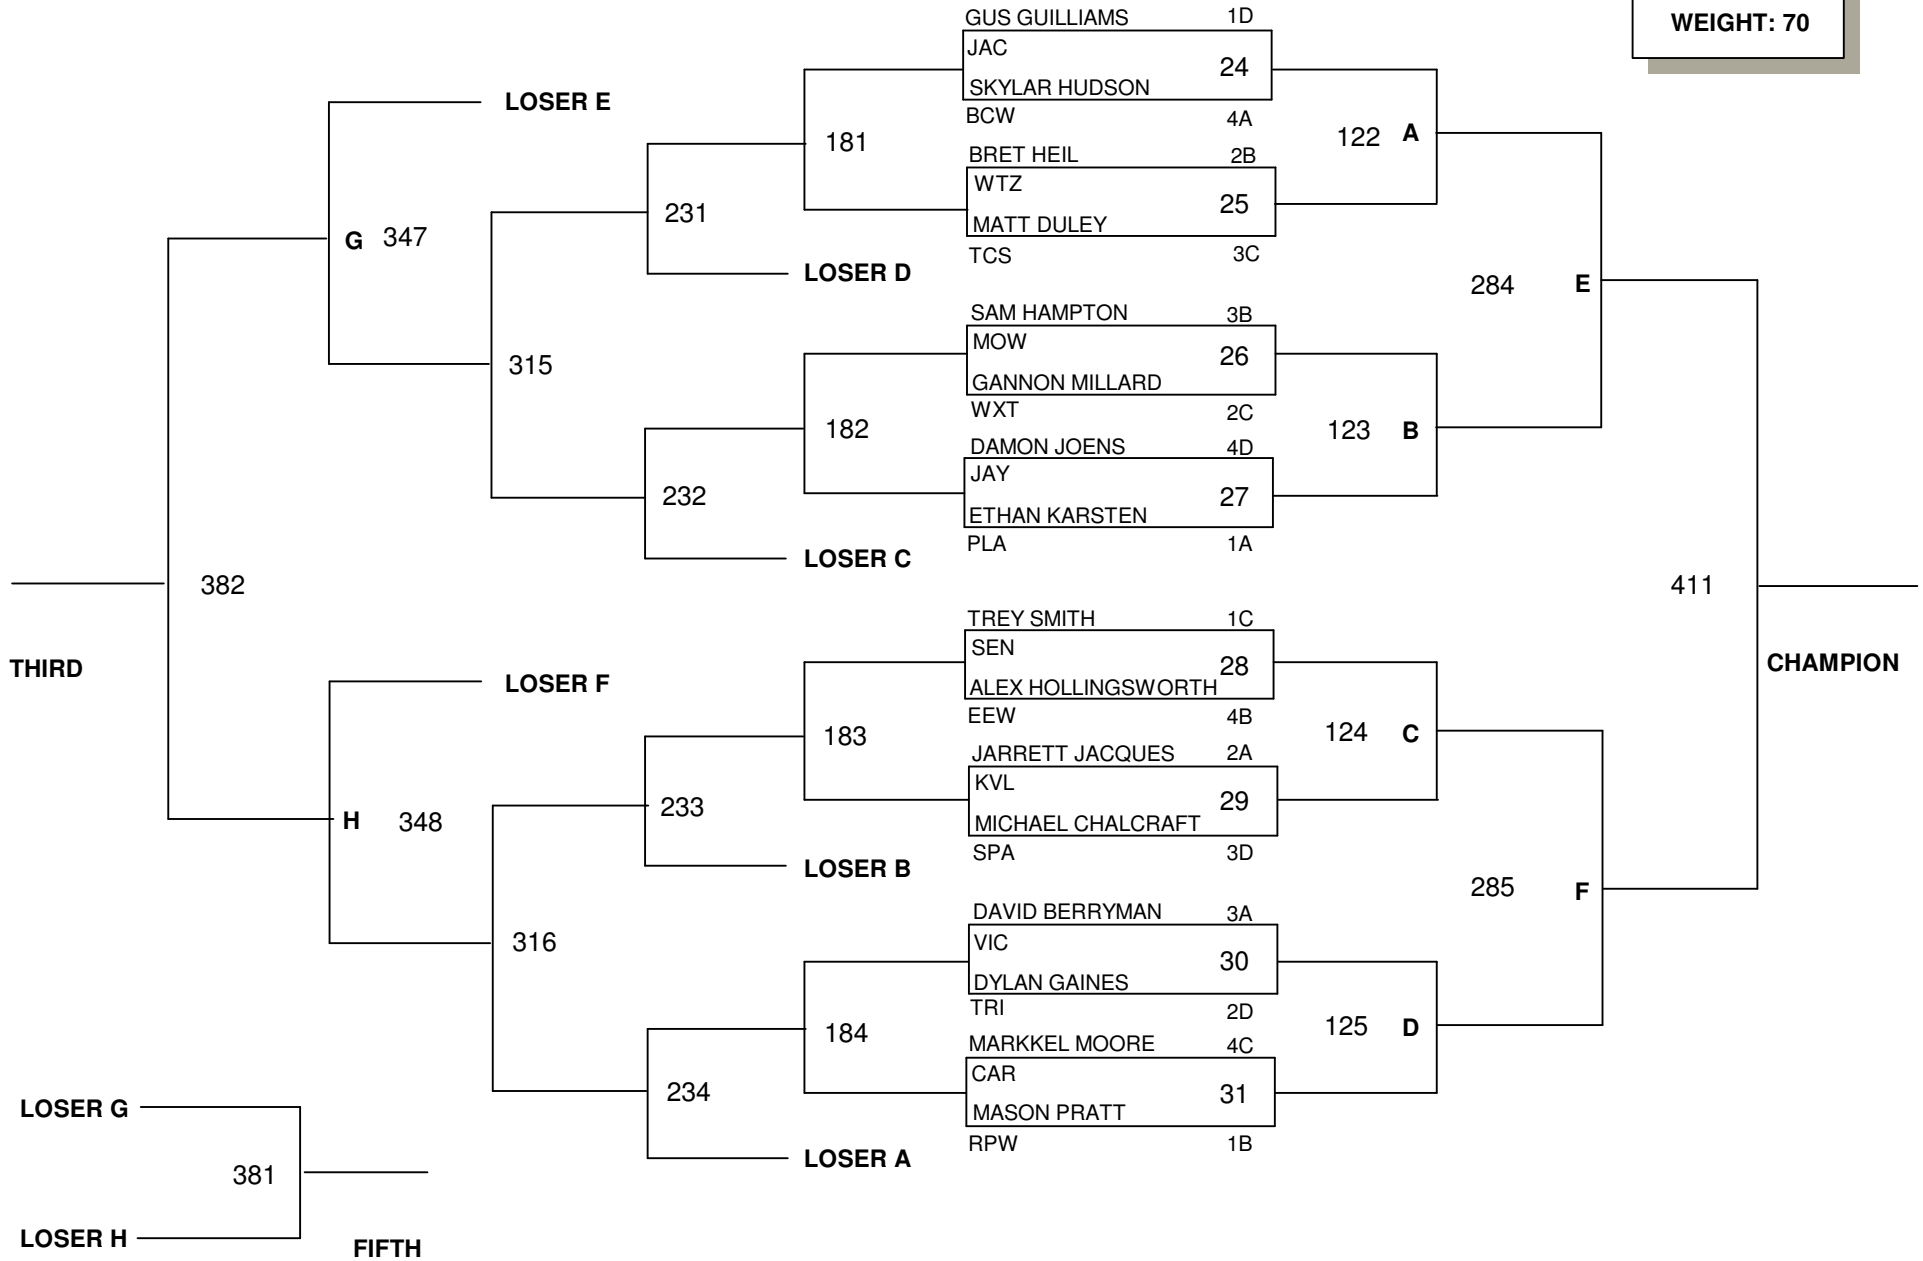 WEIGHT: 70
GUS GUILLIAMS 1D
JAC
24
SKYLAR HUDSON
BCW 4A
BRET HEIL 2B
WTZ
25
MATT DULEY
TCS 3C
SAM HAMPTON 3B
MOW
26
GANNON MILLARD
WXT 2C
DAMON JOENS 4D
JAY
27
ETHAN KARSTEN
PLA 1A
TREY SMITH 1C
SEN
28
ALEX HOLLINGSWORTH
EEW 4B
JARRETT JACQUES 2A
KVL
29
MICHAEL CHALCRAFT
SPA 3D
DAVID BERRYMAN 3A
VIC
30
DYLAN GAINES
TRI 2D
MARKKEL MOORE 4C
CAR
31
MASON PRATT
RPW 1B
122 A
123 B
124 C
125 D
284 E
285 F
411
CHAMPION
181
182
183
184
231
LOSER D
232
LOSER C
233
LOSER B
234
LOSER A
315
316
LOSER E
G 347
LOSER F
H 348
382
THIRD
LOSER G
381
LOSER H
FIFTH